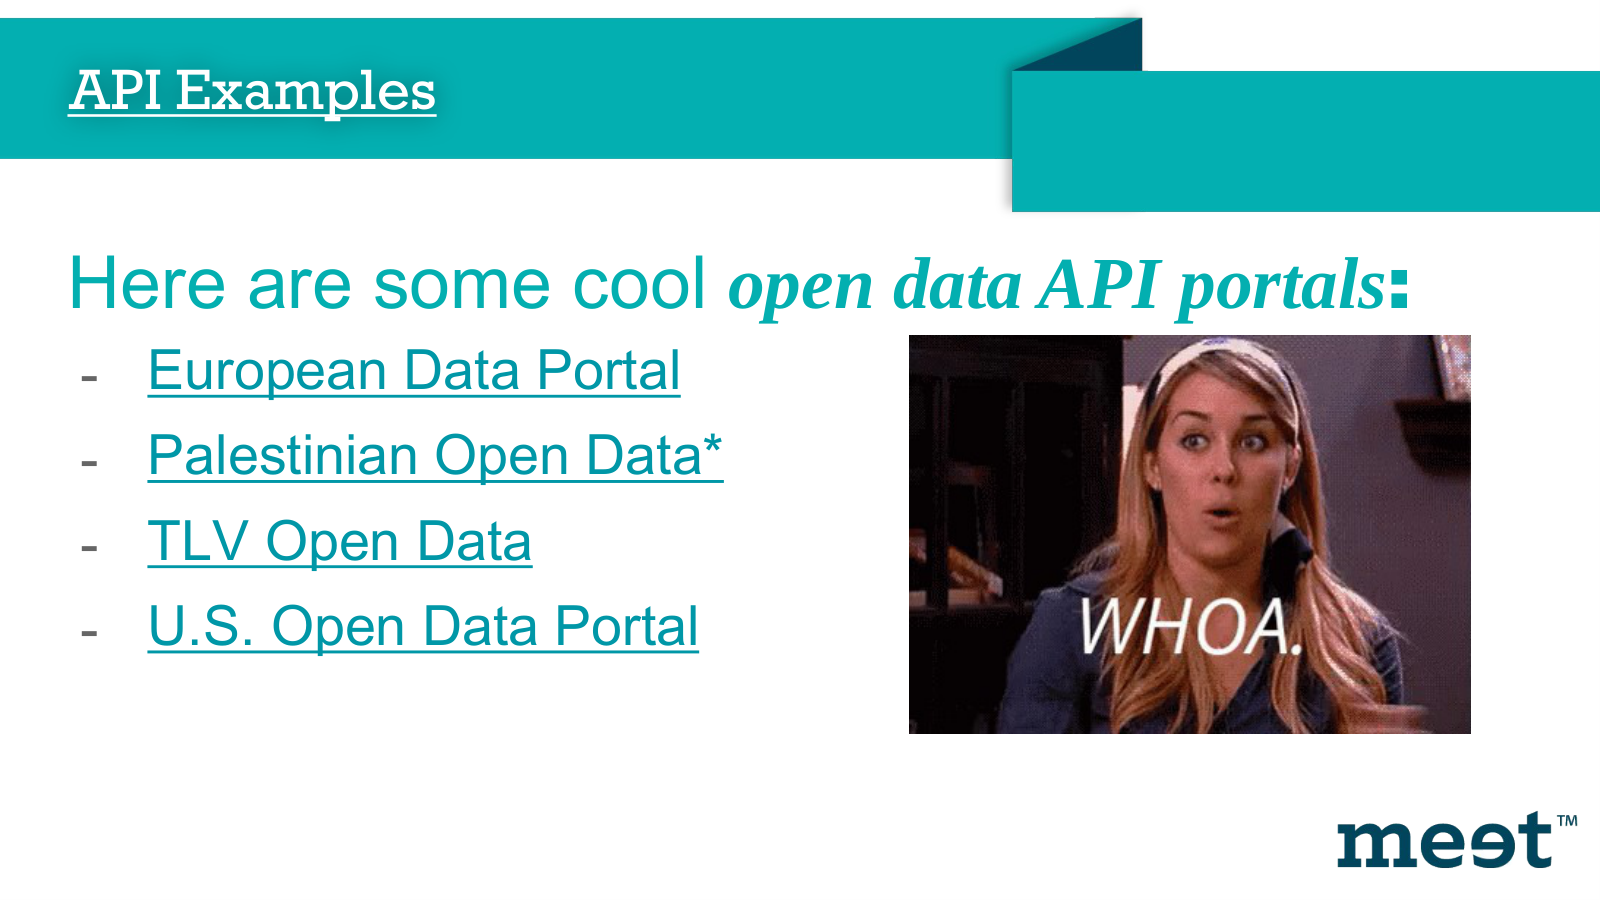 API Examples
Here are some cool open data API portals:
- European Data Portal
- Palestinian Open Data*
- TLV Open Data
- U.S. Open Data Portal
WHOA.
meet™